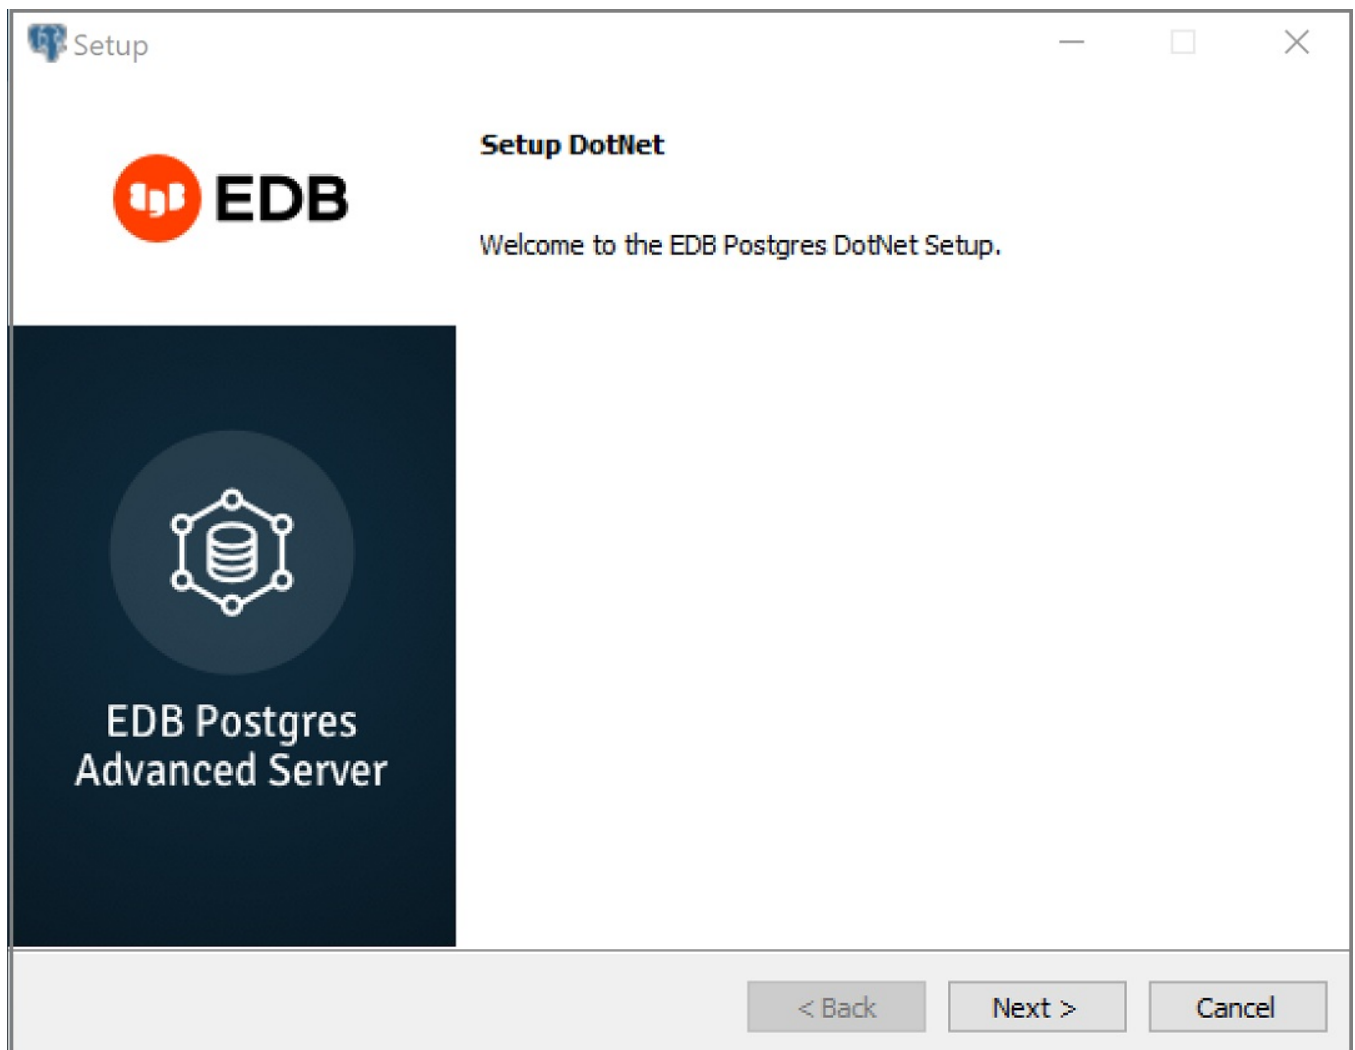 Setup
EDB
Setup DotNet
Welcome to the EDB Postgres DotNet Setup.
EDB Postgres
Advanced Server
< Back
Next >
Cancel